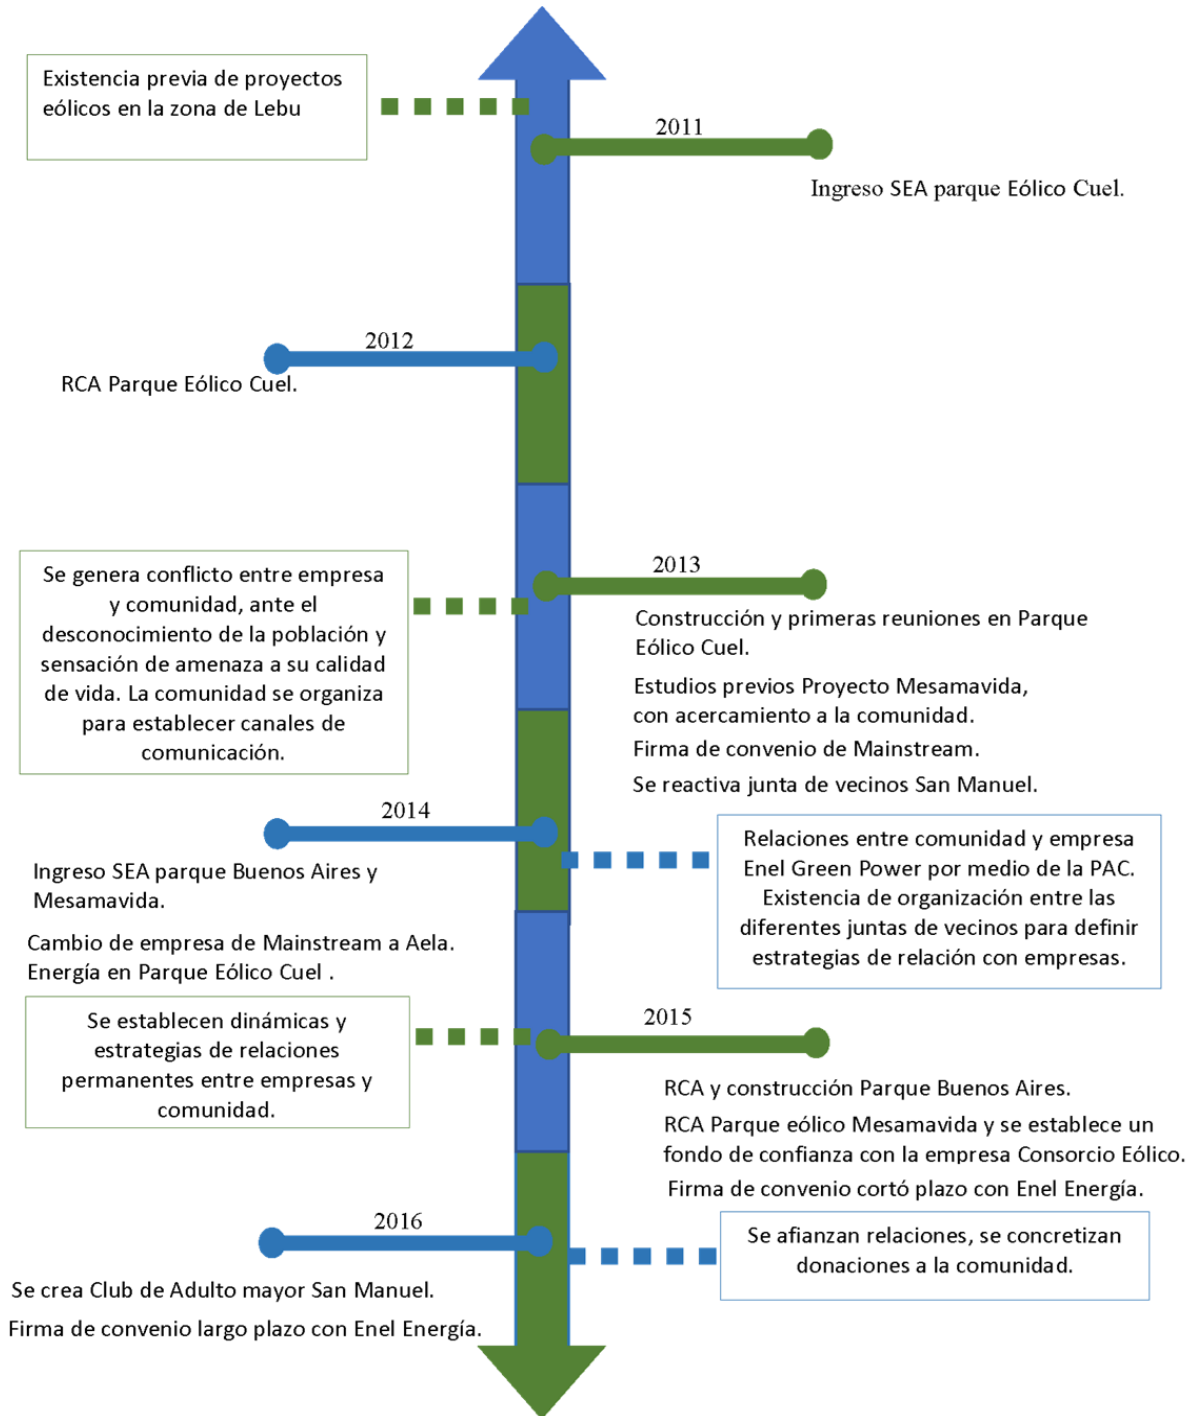 Existencia previa de proyectos
eólicos en la zona de Lebu
2011
Ingreso SEA parque Eólico Cuel.
2012
RCA Parque Eólico Cuel.
Se genera conflicto entre empresa
y comunidad, ante el
desconocimiento de la población y
sensación de amenaza a su calidad
de vida. La comunidad se organiza
para establecer canales de
comunicación.
2013
Construcción y primeras reuniones en Parque
Eólico Cuel.
Estudios previos Proyecto Mesamavida,
con acercamiento a la comunidad.
Firma de convenio de Mainstream.
Se reactiva junta de vecinos San Manuel.
2014
Ingreso SEA parque Buenos Aires y
Mesamavida.
Cambio de empresa de Mainstream a Aela.
Energía en Parque Eólico Cuel .
Relaciones entre comunidad y empresa
Enel Green Power por medio de la PAC.
Existencia de organización entre las
diferentes juntas de vecinos para definir
estrategias de relación con empresas.
Se establecen dinámicas y
estrategias de relaciones
permanentes entre empresas y
comunidad.
2015
RCA y construcción Parque Buenos Aires.
RCA Parque eólico Mesamavida y se establece un
fondo de confianza con la empresa Consorcio Eólico.
Firma de convenio cortó plazo con Enel Energía.
2016
Se crea Club de Adulto mayor San Manuel.
Firma de convenio largo plazo con Enel Energía.
Se afianzan relaciones, se concretizan
donaciones a la comunidad.